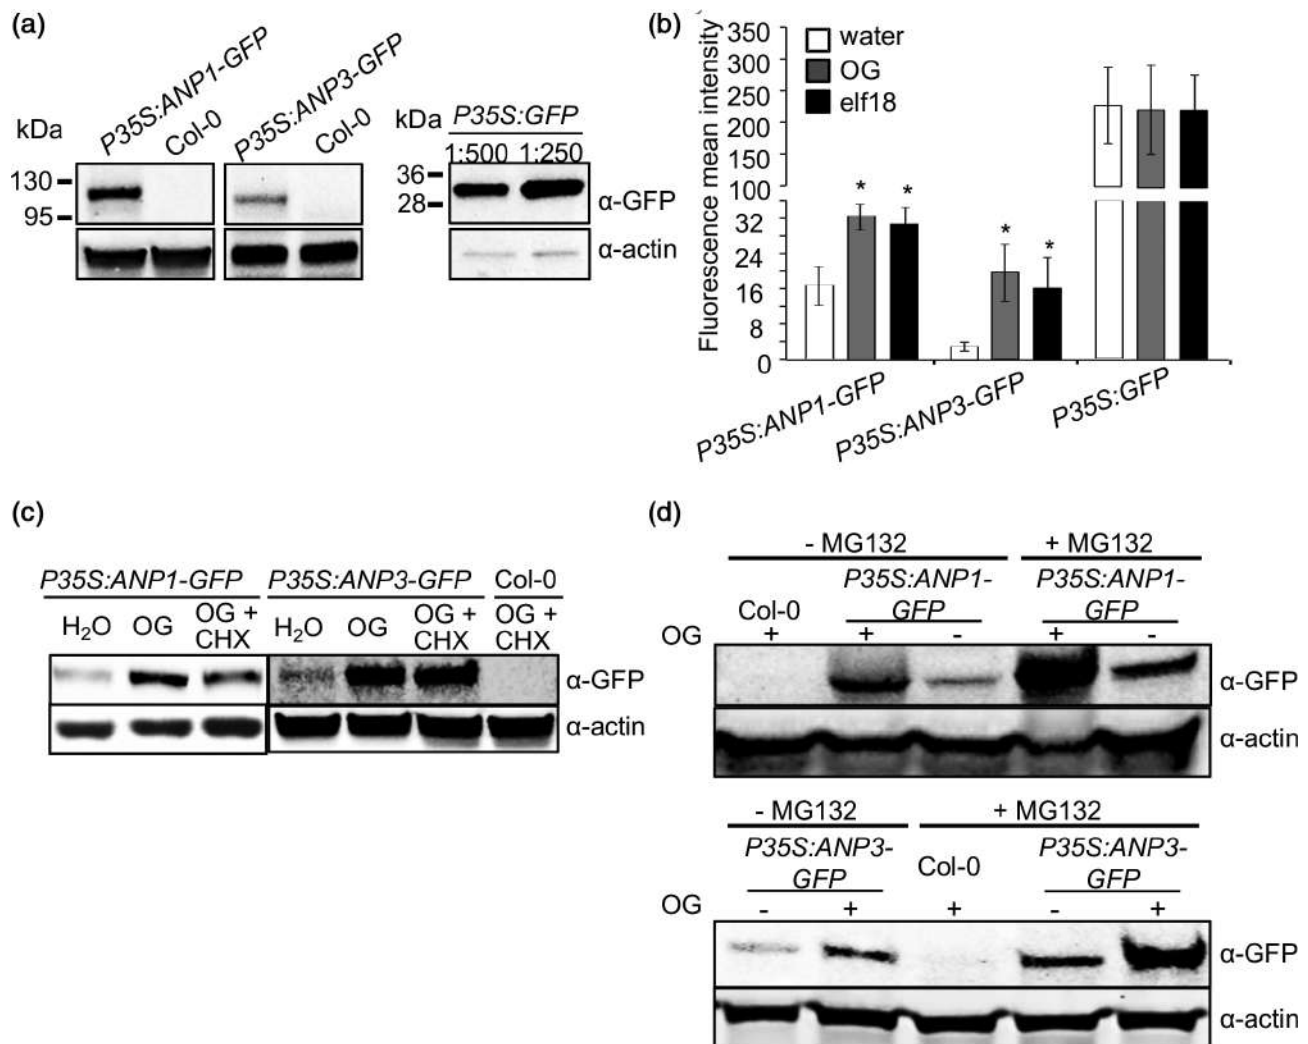 (a)
P35S:ANP1-GFP
Col-0
P35S:ANP3-GFP
Col-0
kDa
130
95
kDa
P35S:GFP
1:500 1:250
36
28
α-GFP
α-actin
(b)
Fluorescence mean intensity
350
300
250
200
150
100
32
24
16
8
0
water
OG
elf18
* * * *
P35S:ANP1-GFP
P35S:ANP3-GFP
P35S:GFP
(c)
P35S:ANP1-GFP P35S:ANP3-GFP Col-0
H₂O OG OG + CHX H₂O OG OG + CHX OG + CHX
α-GFP
α-actin
(d)
- MG132 + MG132
Col-0 P35S:ANP1-GFP P35S:ANP1-GFP
OG + + - + -
α-GFP
α-actin
- MG132 + MG132
P35S:ANP3-GFP Col-0 P35S:ANP3-GFP
OG - + + - +
α-GFP
α-actin